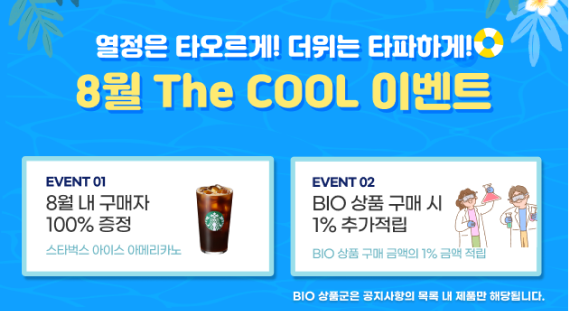 열정은 타오르게! 더위는 타파하게!
8월 The COOL 이벤트
EVENT 01
8월 내 구매자
100% 증정
스타벅스 아이스 아메리카노
EVENT 02
BIO 상품 구매 시
1% 추가적립
BIO 상품 구매 금액의 1% 금액 적립
BIO 상품군은 공지사항의 목록 내 제품만 해당됩니다.